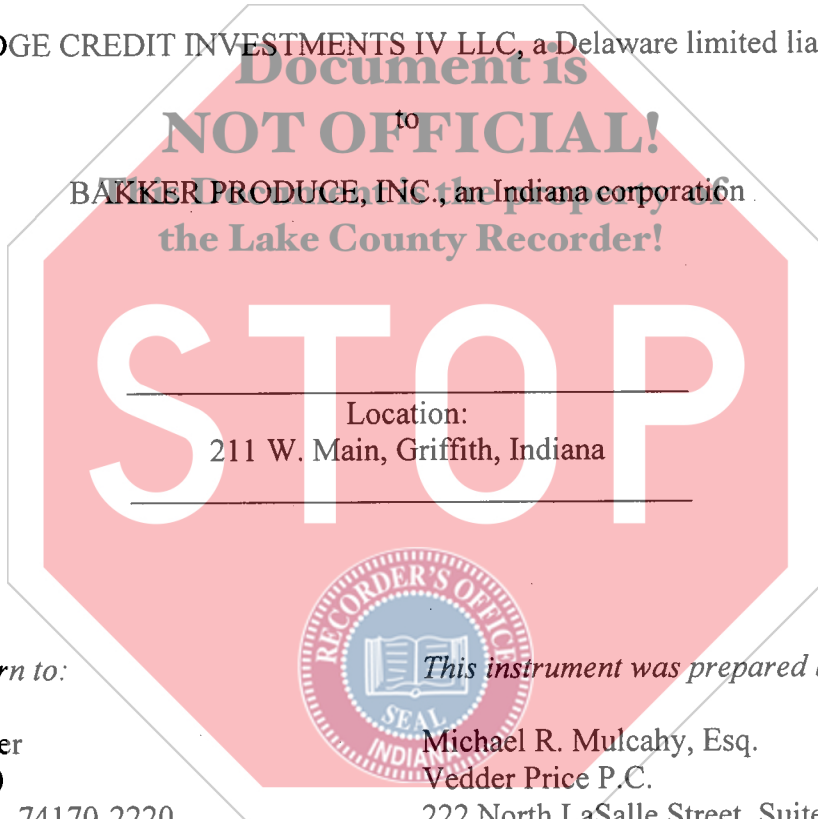 OGE CREDIT INVESTMENTS IV LLC, a Delaware limited lia
Document is
to
NOT OFFICIAL!
BAKKER PRODUCE, INC., an Indiana corporation
This Document is the property of
the Lake County Recorder!
STOP
Location:
211 W. Main, Griffith, Indiana
RECORDER'S OFFICE
SEAL
INDIANA
rn to:
This instrument was prepared
er
Michael R. Mulcahy, Esq.
Vedder Price P.C.
74170-2220
222 North LaSalle Street, Suite